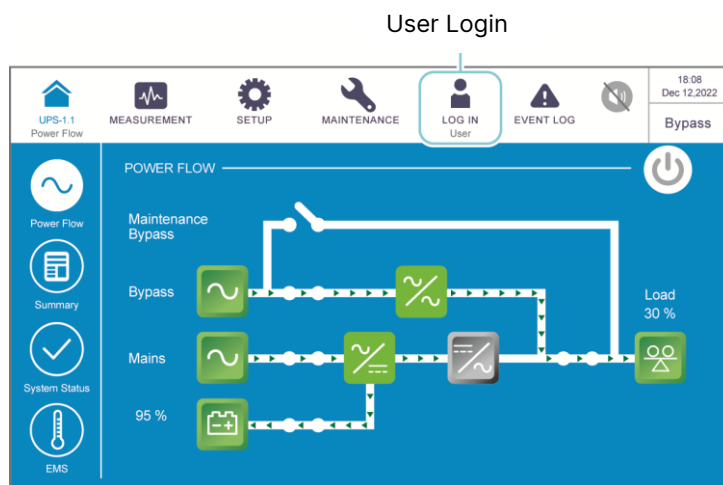 User Login
UPS-1.1
Power Flow
MEASUREMENT
SETUP
MAINTENANCE
LOG IN
User
EVENT LOG
18:08
Dec 12,2022
Bypass
POWER FLOW
Power Flow
Summary
System Status
EMS
Maintenance
Bypass
Bypass
Mains
95 %
Load
30 %